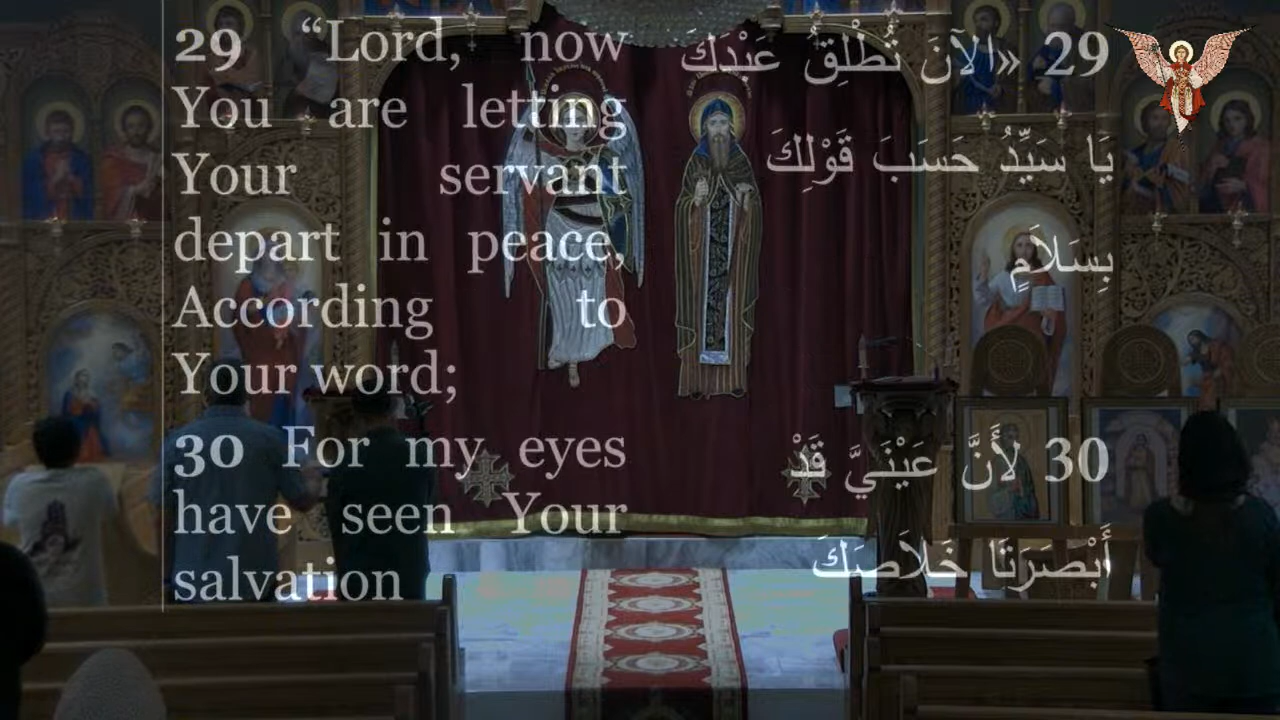 29 “Lord, now
You are letting
Your servant
depart in peace,
According to
Your word;
30 For my eyes
have seen Your
salvation
29 «الآنَ تُطْلِقُ عَبْدَكَ
يَا سَيِّدُ حَسَبَ قَوْلِكَ
بِسَلاَمٍ
30 لأَنَّ عَيْنَيَّ قَدْ
أَبْصَرَتَا خَلاَصَكَ